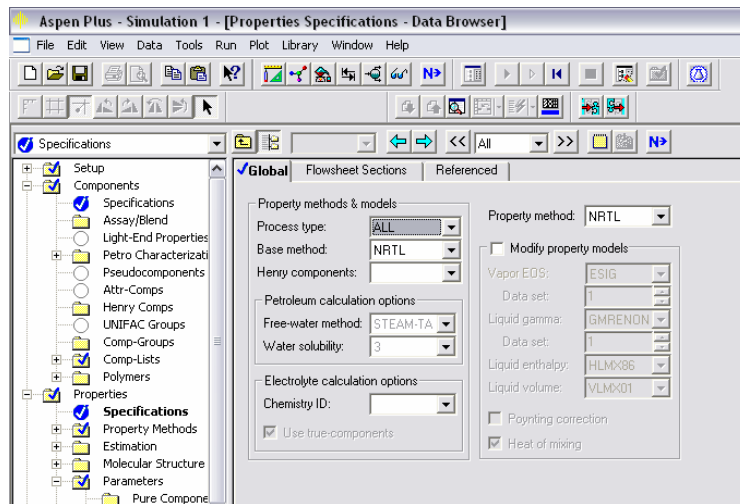 Aspen Plus - Simulation 1 - [Properties Specifications - Data Browser]
File Edit View Data Tools Run Plot Library Window Help
N>
Specifications
<< All >> N>
Setup
Components
Specifications
Assay/Blend
Light-End Properties
Petro Characterizati
Pseudocomponents
Attr-Comps
Henry Comps
UNIFAC Groups
Comp-Groups
Comp-Lists
Polymers
Properties
Specifications
Property Methods
Estimation
Molecular Structure
Parameters
Pure Compone
Global Flowsheet Sections Referenced
Property methods & models
Process type: ALL
Base method: NRTL
Henry components:
Petroleum calculation options
Free-water method: STEAM-TA
Water solubility: 3
Electrolyte calculation options
Chemistry ID:
Use true-components
Property method: NRTL
Modify property models
Vapor EOS: ESIG
Data set: 1
Liquid gamma: GMRENON
Data set: 1
Liquid enthalpy: HLMX86
Liquid volume: VLMX01
Poynting correction
Heat of mixing